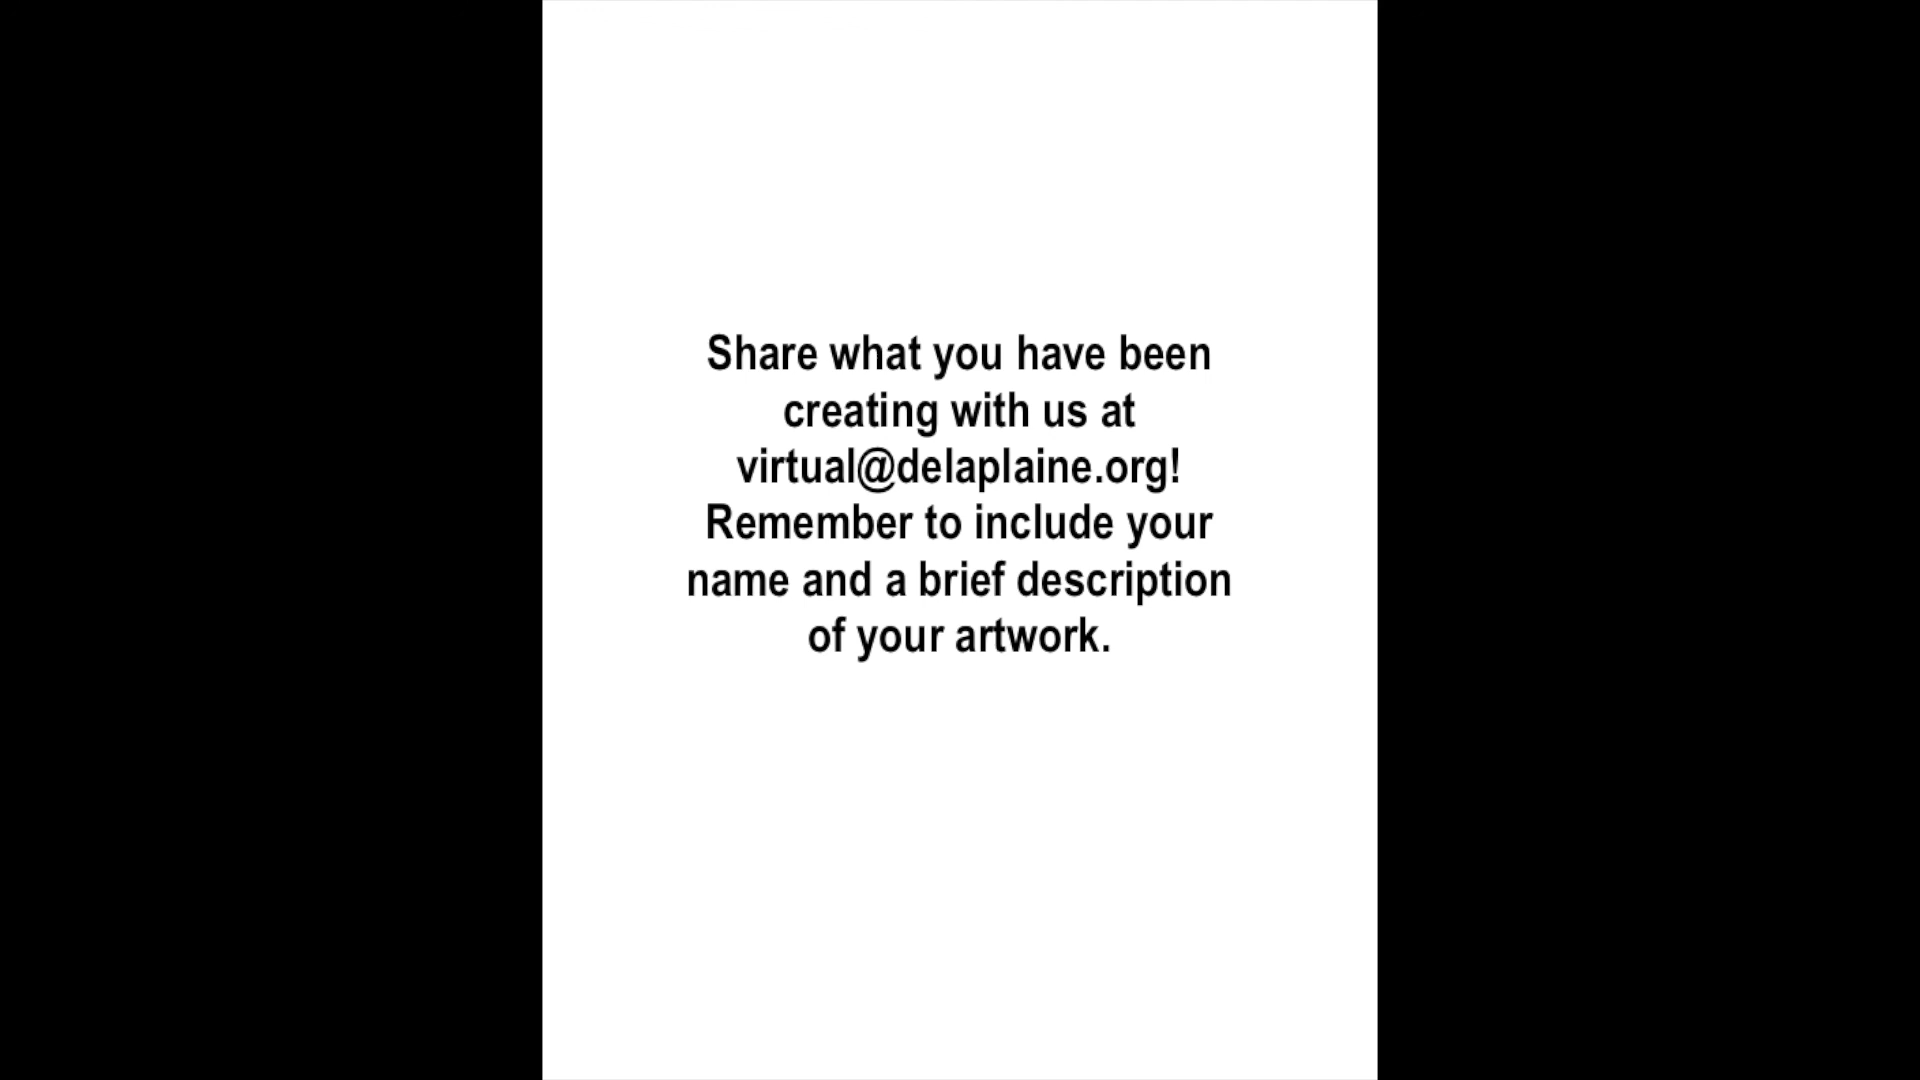 Share what you have been
creating with us at
virtual@delaplaine.org!
Remember to include your
name and a brief description
of your artwork.